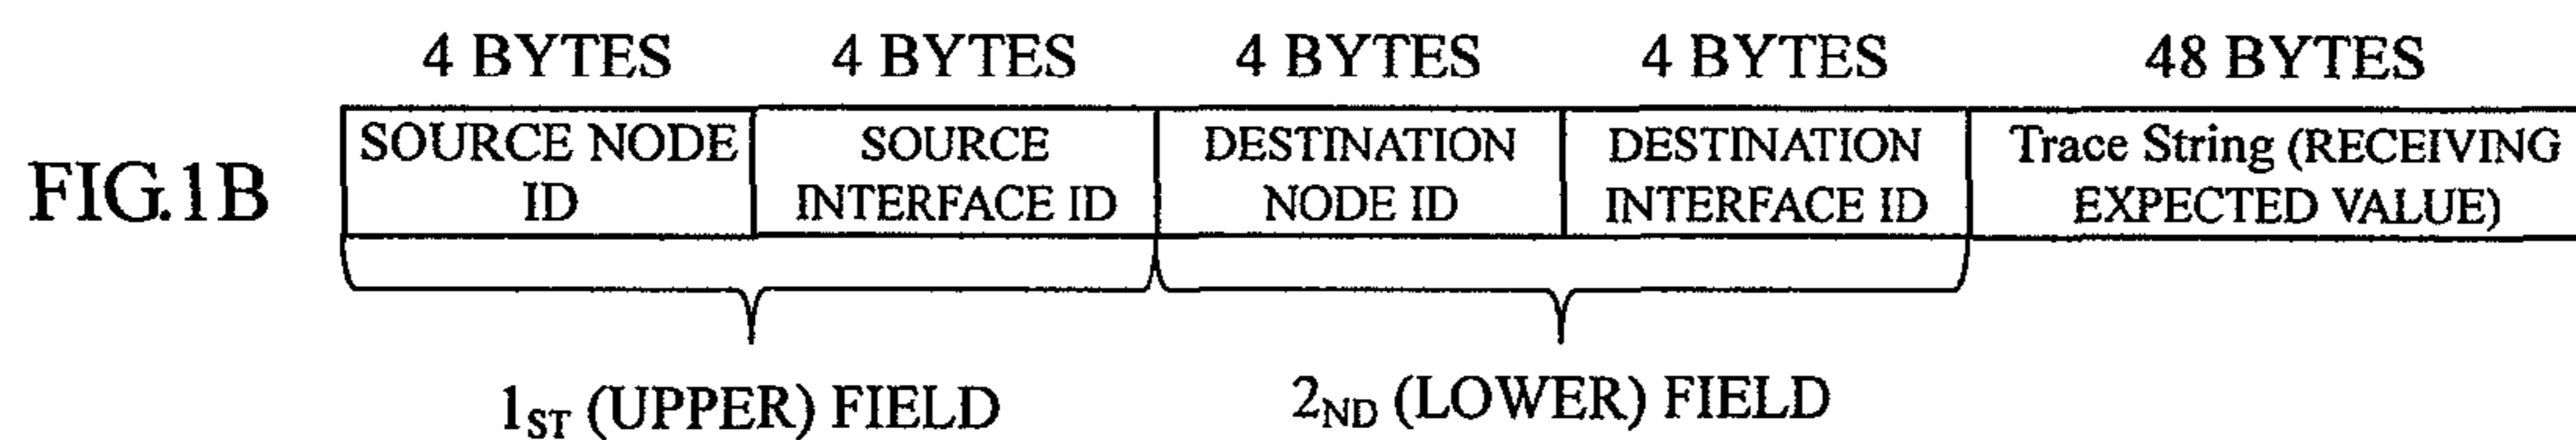 4 BYTES 4 BYTES 4 BYTES 4 BYTES 48 BYTES
FIG.1B
SOURCE NODE
ID
SOURCE
INTERFACE ID
DESTINATION
NODE ID
DESTINATION
INTERFACE ID
Trace String (RECEIVING
EXPECTED VALUE)
1ST (UPPER) FIELD
2ND (LOWER) FIELD